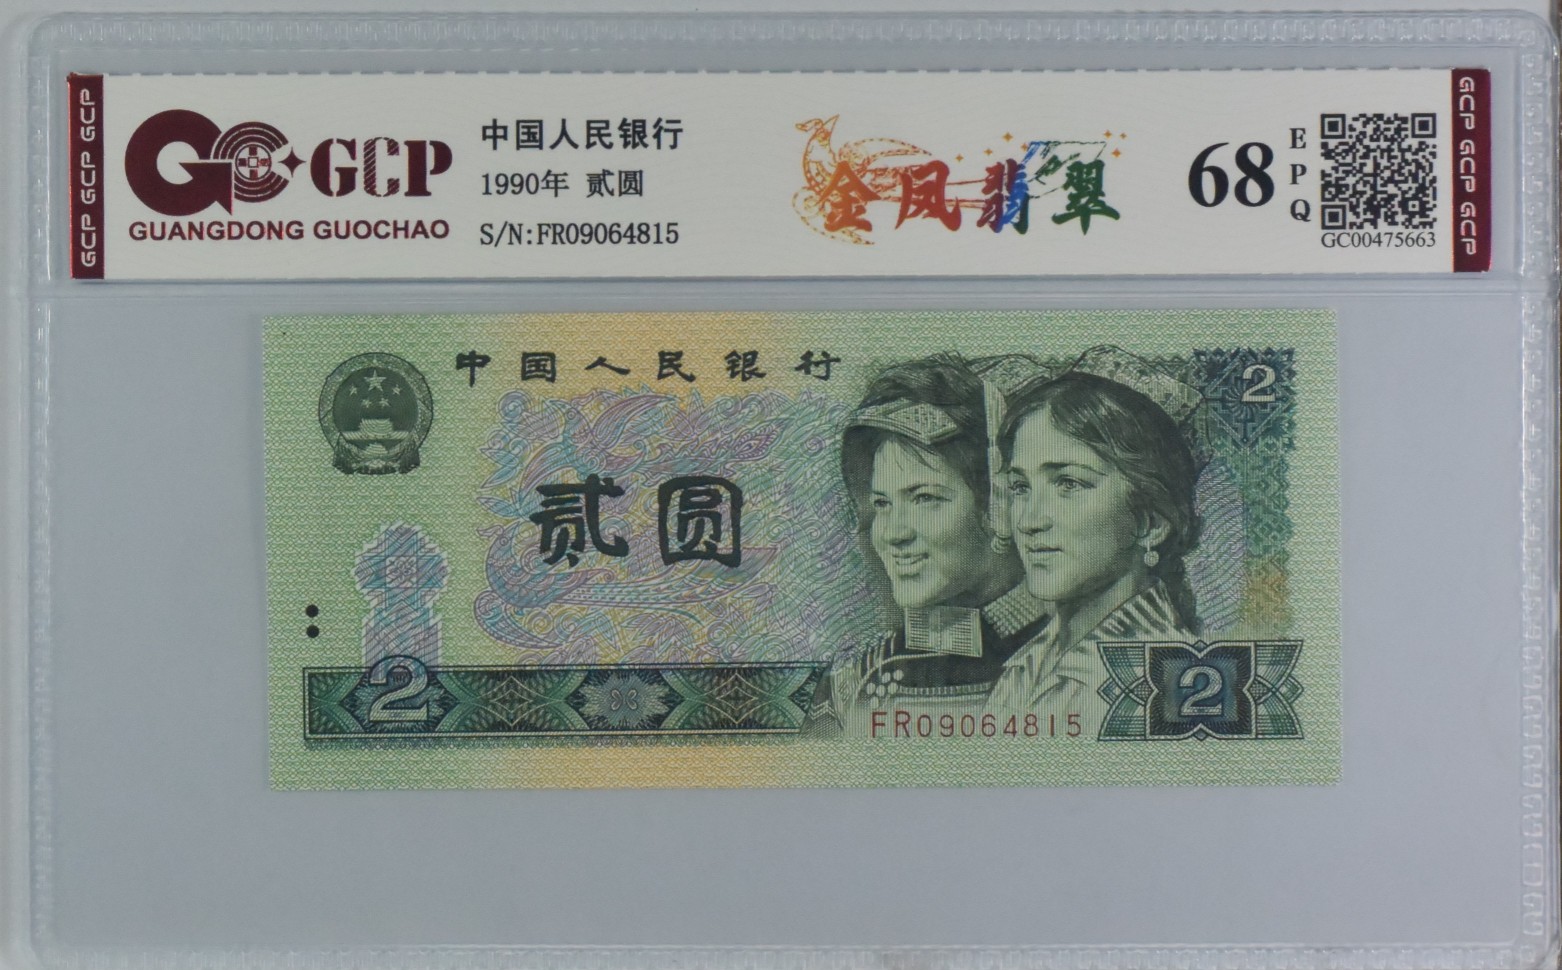 GCP GCP GCP
GCP
GUANGDONG GUOCHAO
中国人民银行
1990年 贰圆
S/N:FR09064815
金凤翡翠
68
EPQ
GC00475663
GCP GCP GCP
中国人民银行
2
贰圆
2
FR09064815
2